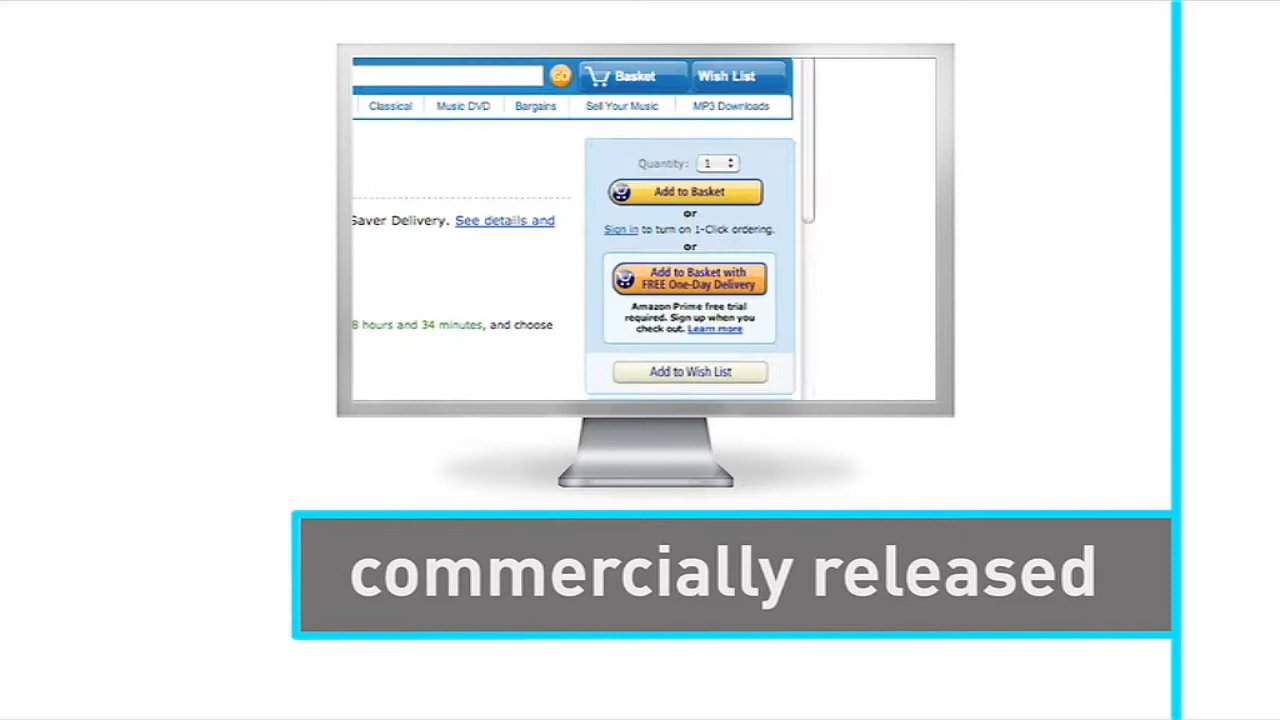 GO
Basket
Wish List
Classical
Music DVD
Bargains
Sell Your Music
MP3 Downloads
Quantity: 1
Add to Basket
or
Sign in to turn on 1-Click ordering.
or
Saver Delivery. See details and
Add to Basket with
FREE One-Day Delivery
Amazon Prime free trial
required. Sign up when you
check out. Learn more
8 hours and 34 minutes, and choose
Add to Wish List
commercially released